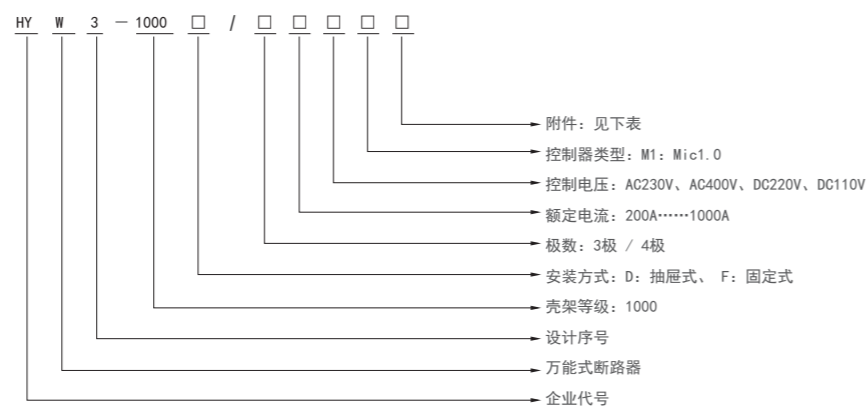 HY W 3 — 1000 □ / □ □ □ □ □
附件：见下表
控制器类型：M1：Mic1.0
控制电压：AC230V、AC400V、DC220V、DC110V
额定电流：200A……1000A
极数：3极 / 4极
安装方式：D：抽屉式、 F：固定式
壳架等级：1000
设计序号
万能式断路器
企业代号